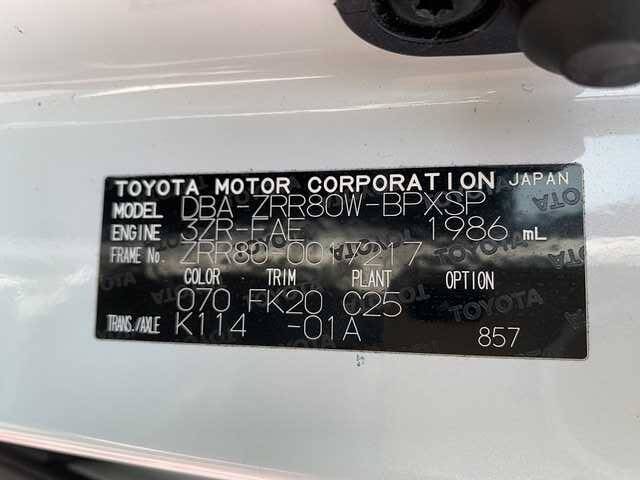 TOYOTA MOTOR CORPORATION JAPAN
MODEL DBA-ZRR80W-BPXSP
ENGINE 3ZR-FAE 1986 mL
FRAME No. ZRR80-0017217
COLOR TRIM PLANT OPTION
070 FK20 C25
TRANS./AXLE K114 -01A 857